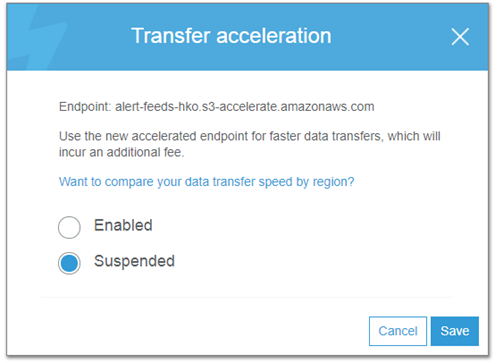 Transfer acceleration
Endpoint: alert-feeds-hko.s3-accelerate.amazonaws.com
Use the new accelerated endpoint for faster data transfers, which will
incur an additional fee.
Want to compare your data transfer speed by region?
Enabled
Suspended
Cancel Save